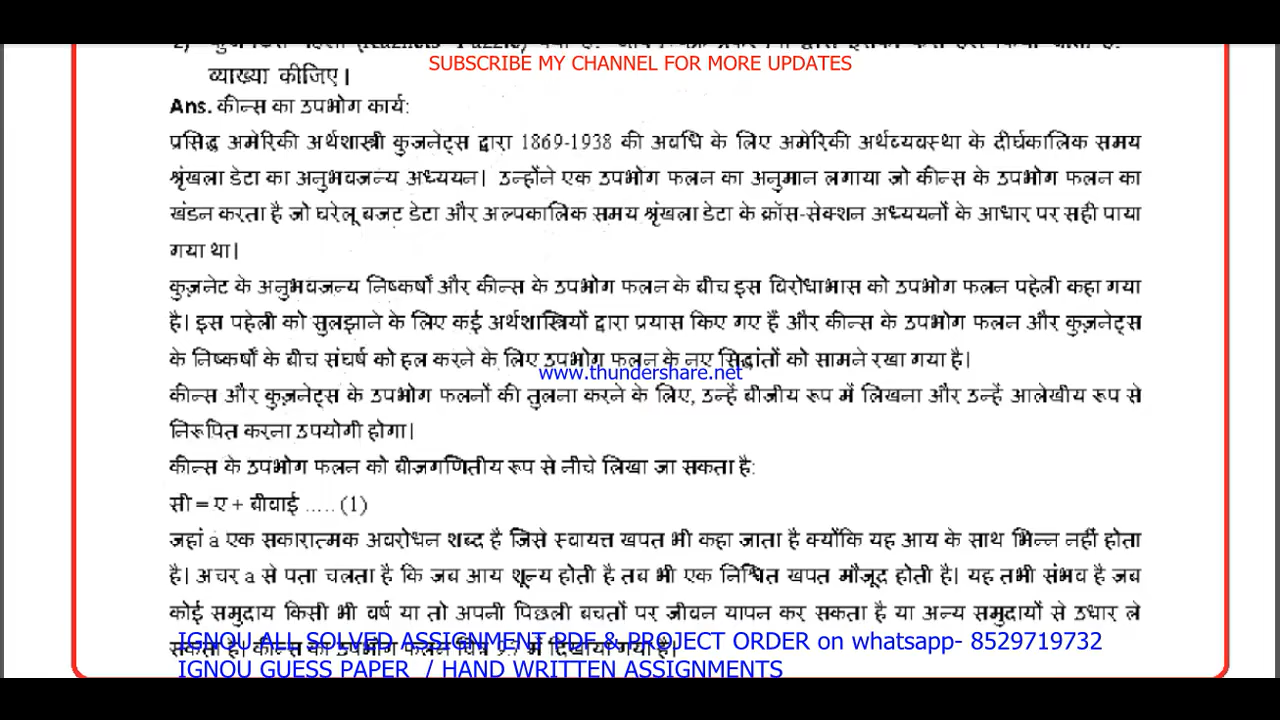 SUBSCRIBE MY CHANNEL FOR MORE UPDATES
व्याख्या कीजिए।
Ans. कीन्स का उपभोग कार्य:
प्रसिद्ध अमेरिकी अर्थशास्त्री कुजनेट्स द्वारा 1869-1938 की अवधि के लिए अमेरिकी अर्थव्यवस्था के दीर्घकालिक समय
श्रृंखला डेटा का अनुभवजन्य अध्ययन। उन्होंने एक उपभोग फलन का अनुमान लगाया जो कीन्स के उपभोग फलन का
खंडन करता है जो घरेलू बजट डेटा और अल्पकालिक समय श्रृंखला डेटा के क्रॉस-सेक्शन अध्ययनों के आधार पर सही पाया
गया था।
कुज़नेट के अनुभवजन्य निष्कर्षों और कीन्स के उपभोग फलन के बीच इस विरोधाभास को उपभोग फलन पहेली कहा गया
है। इस पहेली को सुलझाने के लिए कई अर्थशास्त्रियों द्वारा प्रयास किए गए हैं और कीन्स के उपभोग फलन और कुज़नेट्स
के निष्कर्षों के बीच संघर्ष को हल करने के लिए उपभोग फलन के नए सिद्धांतों को सामने रखा गया है।
www.thundershare.net
कीन्स और कुज़नेट्स के उपभोग फलनों की तुलना करने के लिए, उन्हें बीजीय रूप में लिखना और उन्हें आलेखीय रूप से
निरूपित करना उपयोगी होगा।
कीन्स के उपभोग फलन को बीजगणितीय रूप से नीचे लिखा जा सकता है:
सी = ए + बीवाई ..... (1)
जहां a एक सकारात्मक अवरोधन शब्द है जिसे स्वायत्त खपत भी कहा जाता है क्योंकि यह आय के साथ भिन्न नहीं होता
है। अचर a से पता चलता है कि जब आय शून्य होती है तब भी एक निश्चित खपत मौजूद होती है। यह तभी संभव है जब
कोई समुदाय किसी भी वर्ष या तो अपनी पिछली बचतों पर जीवन यापन कर सकता है या अन्य समुदायों से उधार ले
IGNOU ALL SOLVED ASSIGNMENT PDF & PROJECT ORDER on whatsapp- 8529719732
IGNOU GUESS PAPER / HAND WRITTEN ASSIGNMENTS